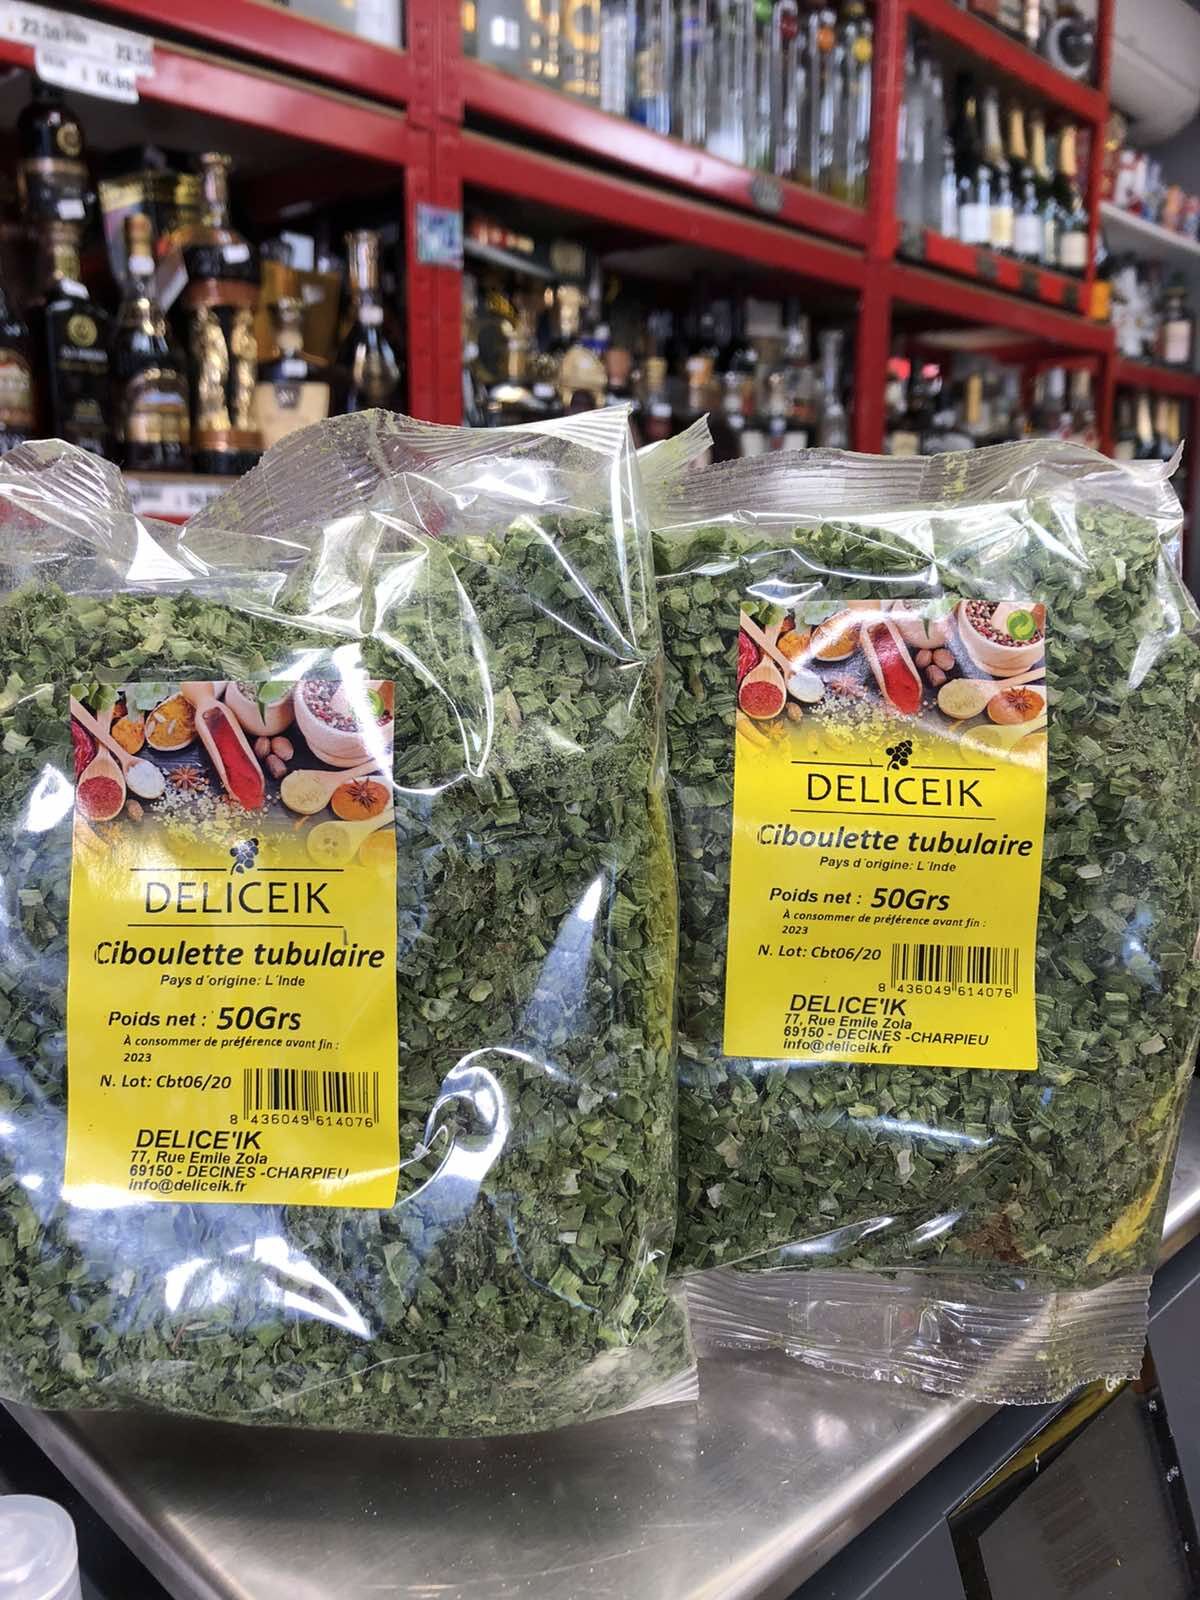 23.50
DELICEIK
Ciboulette tubulaire
Pays d´origine: L´Inde
Poids net : 50Grs
À consommer de préférence avant fin :
2023
N. Lot: Cbt06/20
8 436049 614076
DELICE'IK
77, Rue Emile Zola
69150 - DECINES -CHARPIEU
info@deliceik.fr
DELICEIK
Ciboulette tubulaire
Pays d´origine: L´Inde
Poids net : 50Grs
À consommer de préférence avant fin :
2023
N. Lot: Cbt06/20
8 436049 614076
DELICE'IK
77, Rue Emile Zola
69150 - DECINES -CHARPIEU
info@deliceik.fr